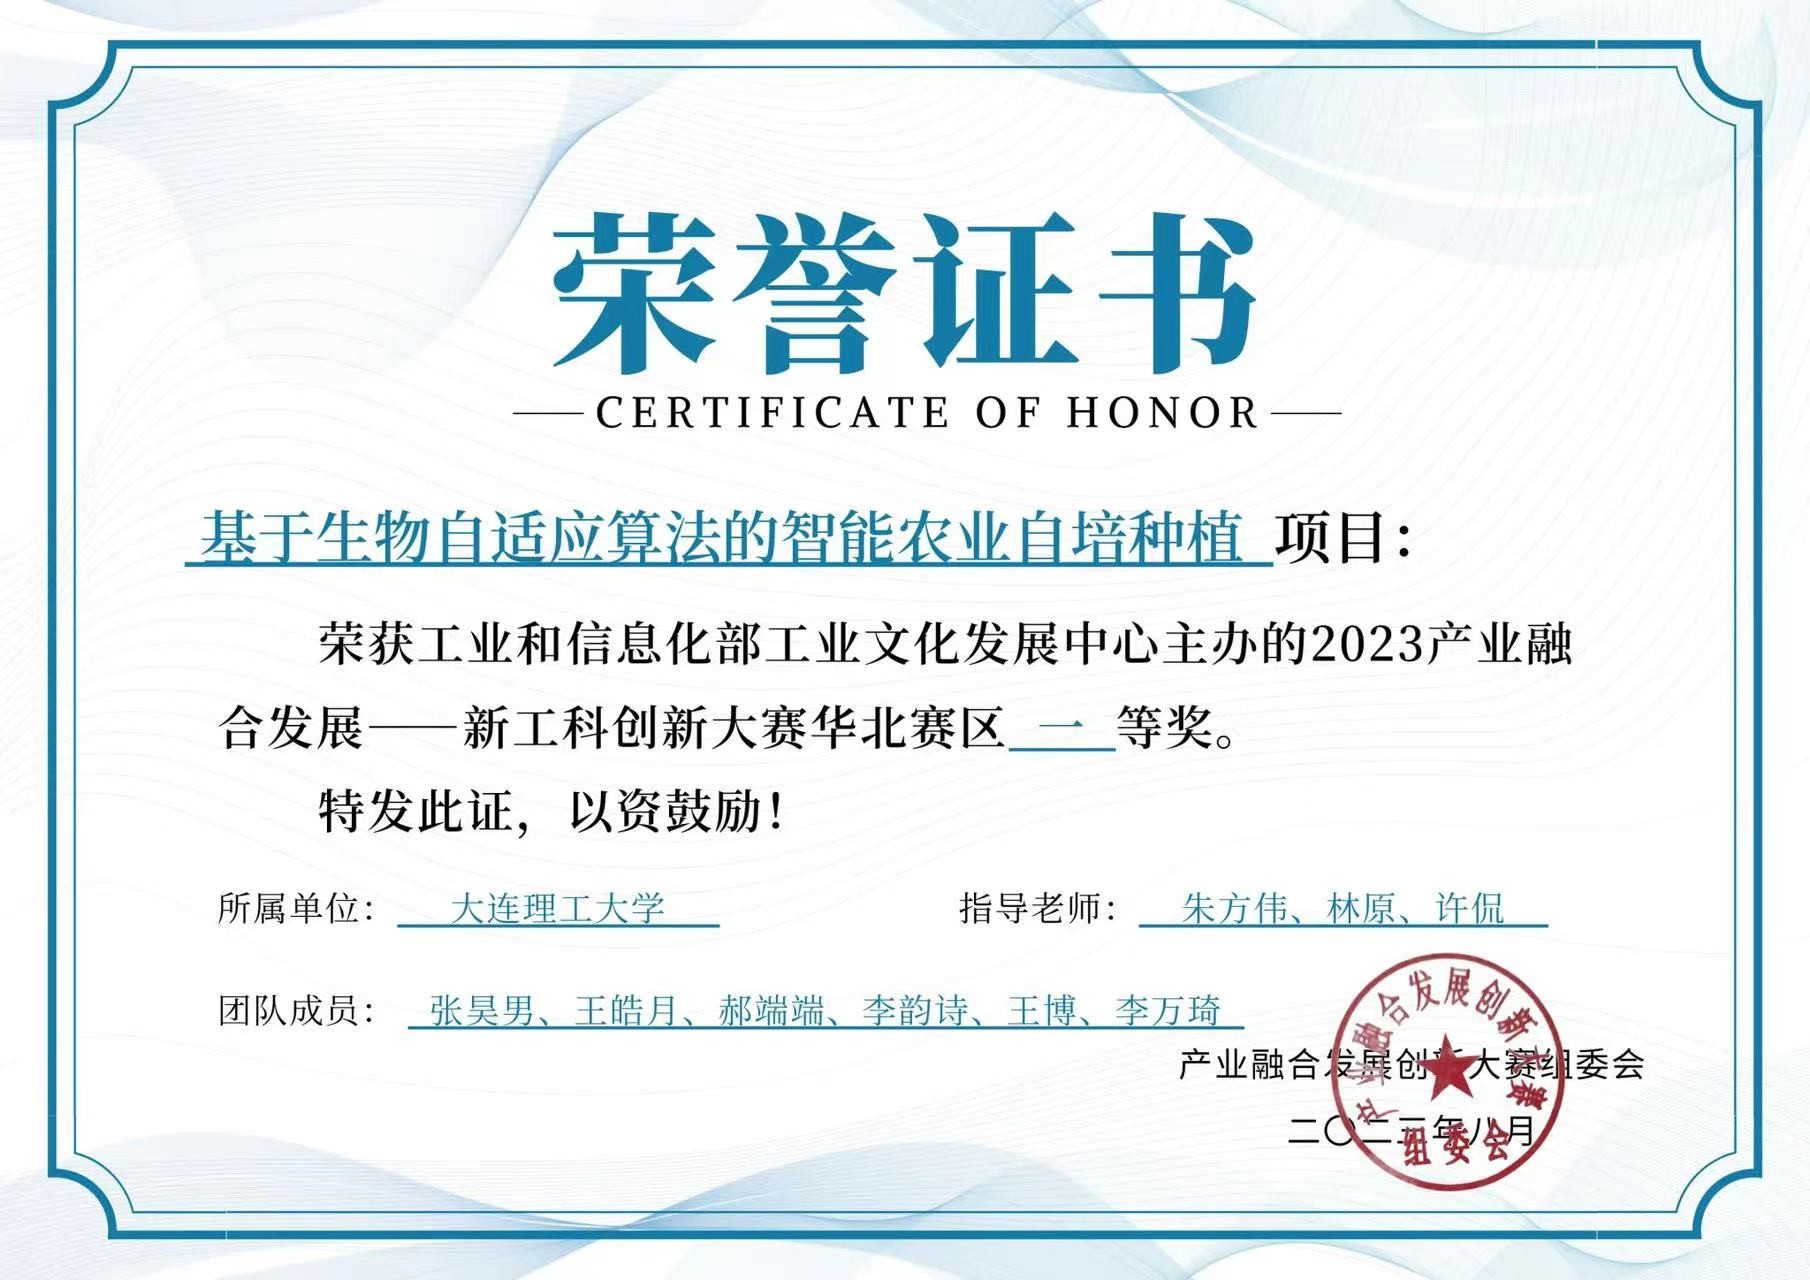 荣誉证书
CERTIFICATE OF HONOR
基于生物自适应算法的智能农业自培种植 项目：
荣获工业和信息化部工业文化发展中心主办的2023产业融
合发展——新工科创新大赛华北赛区 一 等奖。
特发此证，以资鼓励！
所属单位： 大连理工大学 指导老师： 朱方伟、林原、许侃
团队成员： 张昊男、王皓月、郝端端、李韵诗、王博、李万琦
产业融合发展创新大赛组委会
二〇二三年八月
产业融合发展创新大赛
组委会